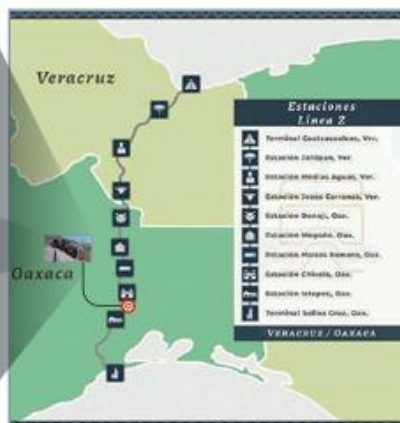 Veracruz
Oaxaca
Estaciones
Línea Z
Terminal Coatzacoalcos, Ver.
Estación Jáltipan, Ver.
Estación Medias Aguas, Ver.
Estación Jesús Carranza, Ver.
Estación Donají, Oax.
Estación Mogoñé, Oax.
Estación Matías Romero, Oax.
Estación Chivela, Oax.
Estación Ixtepec, Oax.
Terminal Salina Cruz, Oax.
VERACRUZ / OAXACA